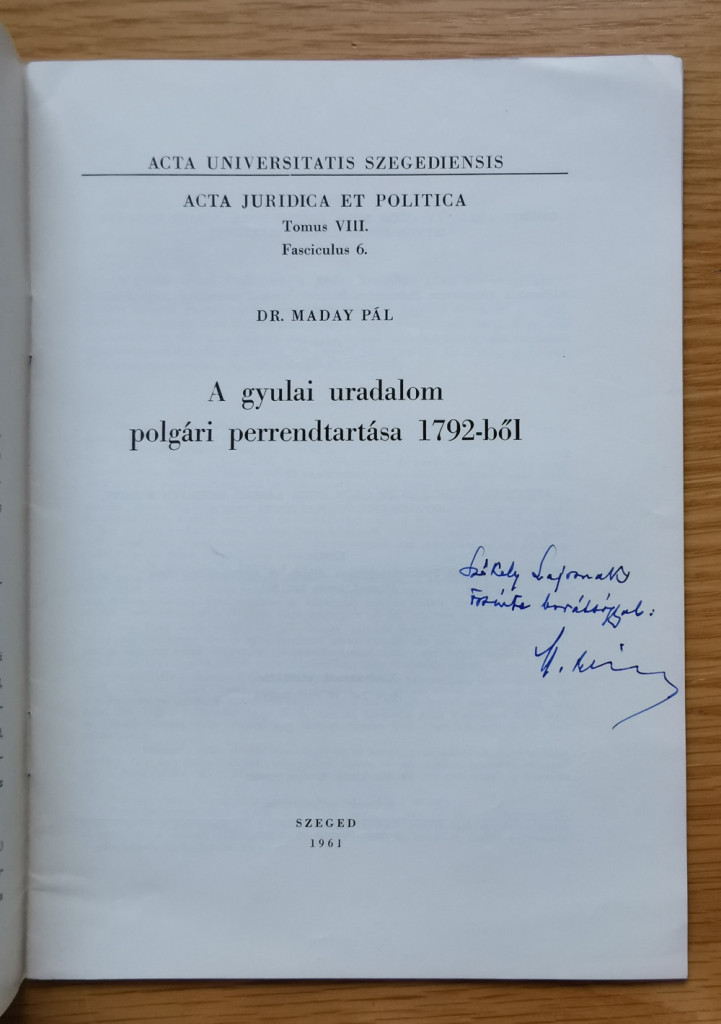 ACTA UNIVERSITATIS SZEGEDIENSIS
ACTA JURIDICA ET POLITICA
Tomus VIII.
Fasciculus 6.
DR. MADAY PÁL
A gyulai uradalom
polgári perrendtartása 1792-ből
Székely Lajosnak
őszinte barátsággal:
SZEGED
1961